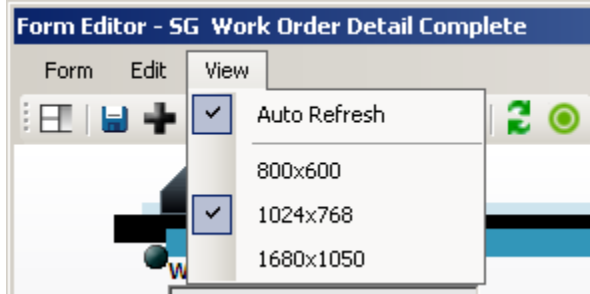 Form Editor - SG Work Order Detail Complete
Form Edit View
Auto Refresh
800x600
1024x768
1680x1050
W